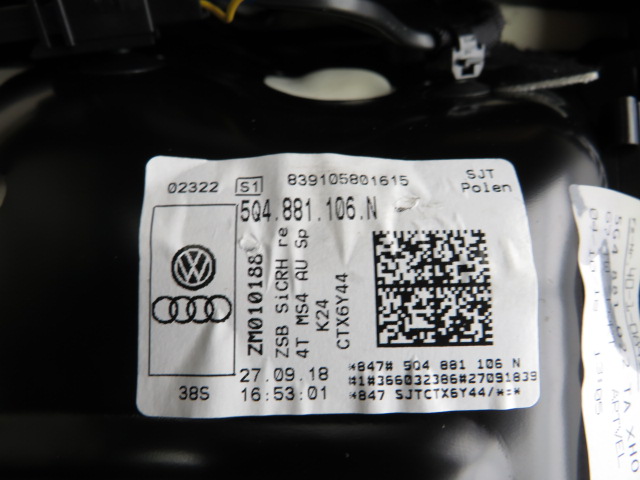 02322 S1 839105801615 SJT
Polen
5Q4.881.106.N
ZM010188
ZSB SiCRH re
4T MS4 AU Sp
K24
CTX6Y44
27.09.18
38S 16:53:01
*847# 5Q4 881 106 N
#1#366032386#27091839
*847 SJTCTX6Y44/*=*